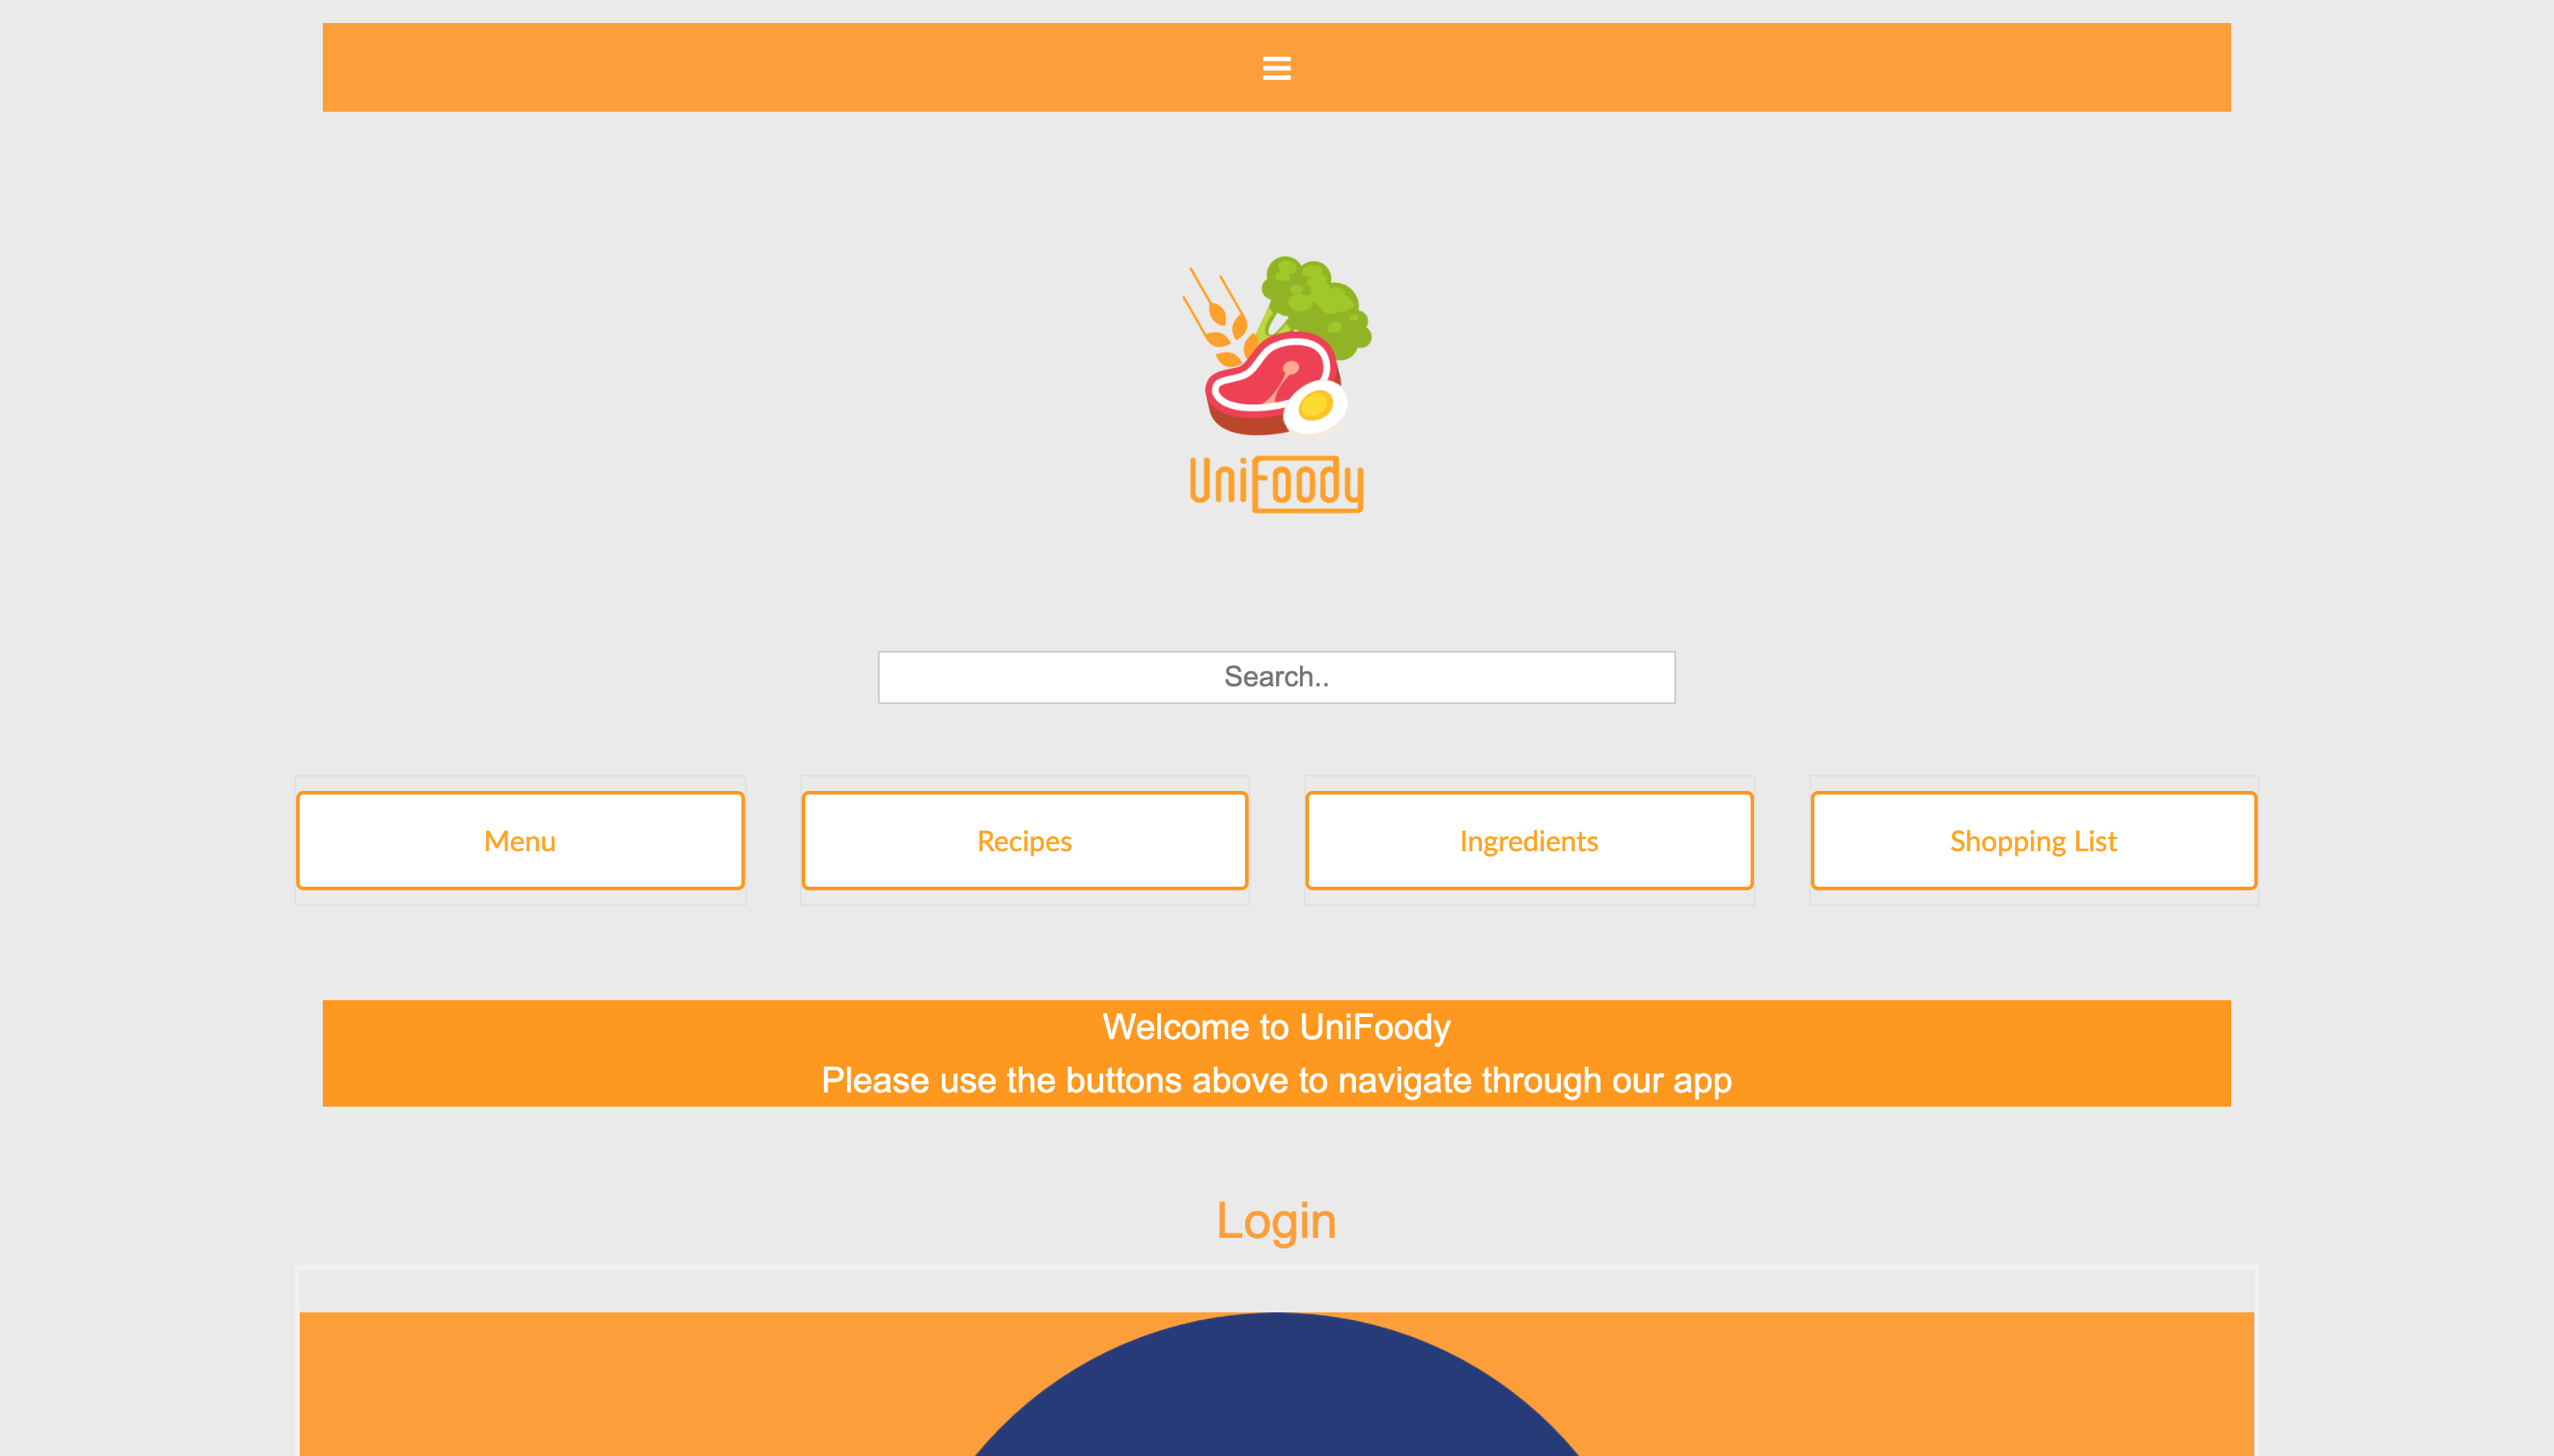 UniFoody
Search..
Menu
Recipes
Ingredients
Shopping List
Welcome to UniFoody
Please use the buttons above to navigate through our app
Login